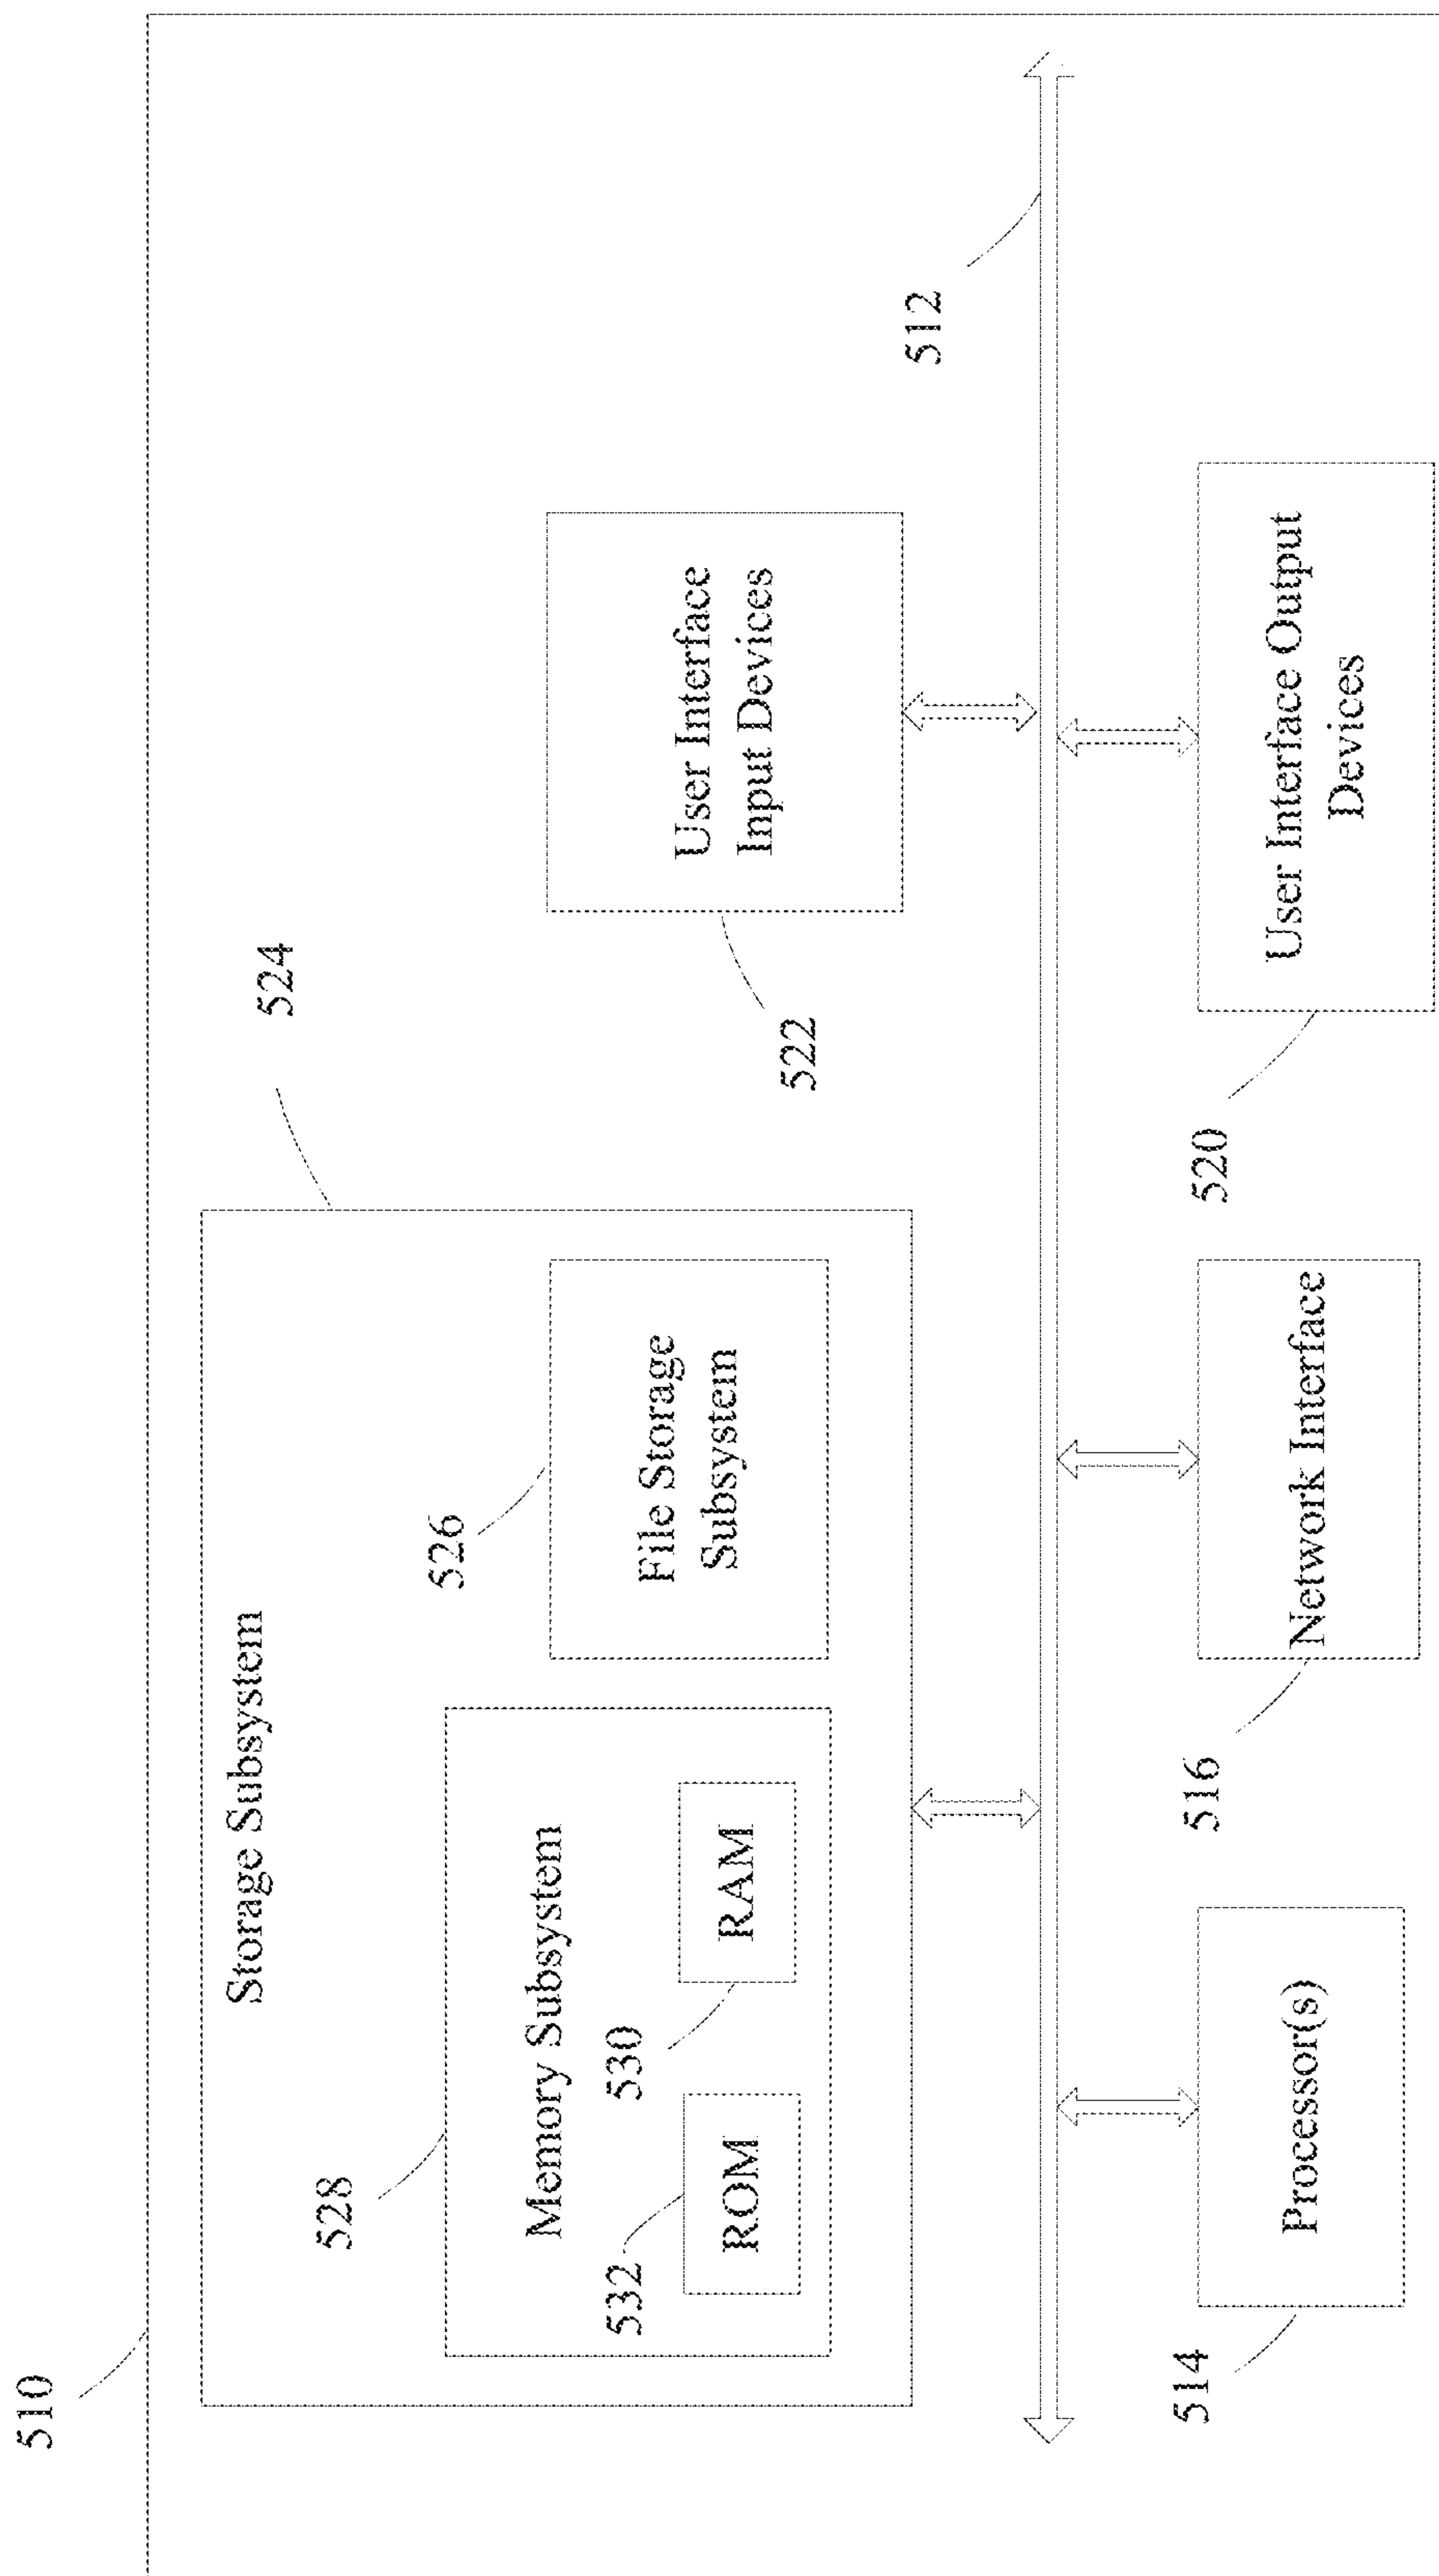 510
Storage Subsystem
524
528
Memory Subsystem
526
File Storage
Subsystem
532
ROM
530
RAM
522
User Interface
Input Devices
512
514
Processor(s)
516
Network Interface
520
User Interface Output
Devices